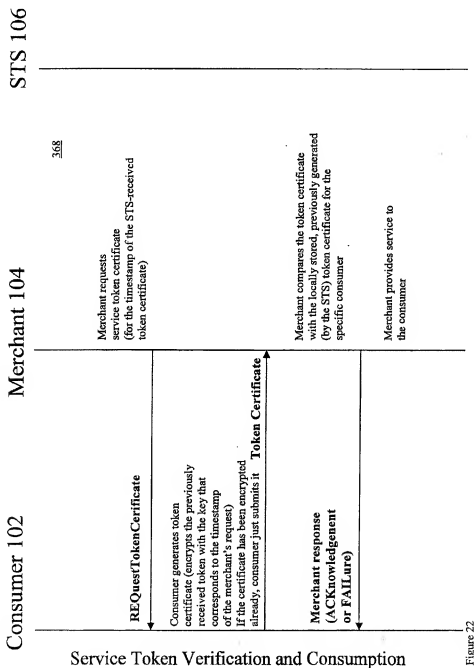 Consumer 102
Merchant 104
STS 106
368
Merchant requests
service token certificate
(for the timestamp of the STS-received
token certificate)
REQuestTokenCerificate
Consumer generates token
certificate (encrypts the previously
received token with the key that
corresponds to the timestamp
of the merchant's request)
If the certificate has been encrypted
already, consumer just submits it
Token Certificate
Merchant compares the token certificate
with the locally stored, previously generated
(by the STS) token certificate for the
specific consumer
Merchant response
(ACKnowledgenent
or FAILure)
Merchant provides service to
the consumer
Service Token Verification and Consumption
Figure 22